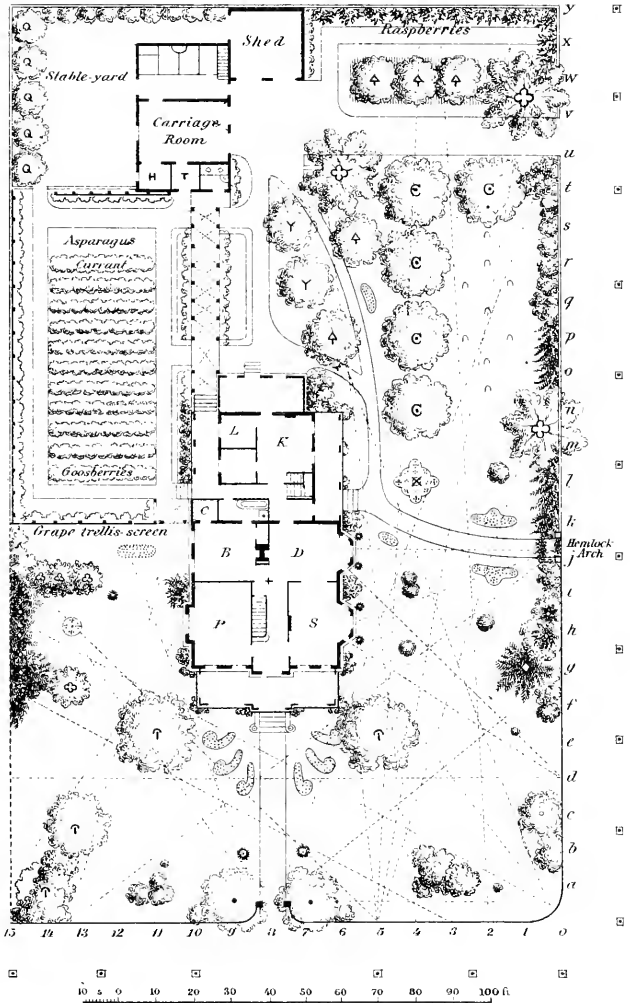 Shed
Raspberries
Stable-yard
Carriage Room
H T
Asparagus
Currant
Goosberries
Grape trellis-screen
L K
C
B D
P S
Hemlock Arch
Q
Q
Q
Q
Q
Y
Y
C
C
C
C
T
T
T
T
y
x
w
v
u
t
s
r
q
p
o
n
m
l
k
j
i
h
g
f
e
d
c
b
a
15 14 13 12 11 10 9 8 7 6 5 4 3 2 1 0
10 5 0 10 20 30 40 50 60 70 80 90 100 ft